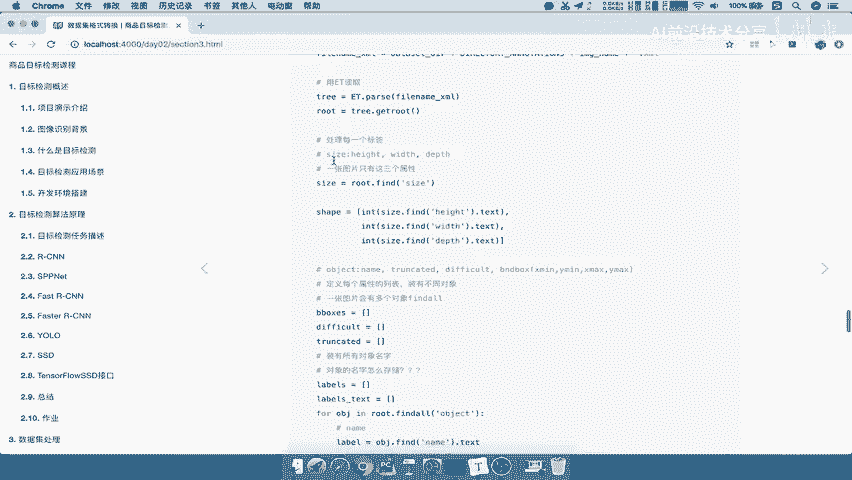 Chrome 文件 修改 视图 历史记录 书签 其他人 电动窗 帮助
100%
数据集格式转换 | 商品目标检测
AI前沿技术分享
localhost:4000/day02/section3.html
商品目标检测课程
1. 目标检测概述
1.1. 项目演示介绍
1.2. 图像识别背景
1.3. 什么是目标检测
1.4. 目标检测应用场景
1.5. 开发环境搭建
2. 目标检测算法原理
2.1. 目标检测任务描述
2.2. R-CNN
2.3. SPPNet
2.4. Fast R-CNN
2.5. Faster R-CNN
2.6. YOLO
2.7. SSD
2.8. TensorFlowSSD接口
2.9. 总结
2.10. 作业
3. 数据集处理
# 用ET读取
tree = ET.parse(filename_xml)
root = tree.getroot()
# 处理每一个标签
# size:height, width, depth
# 一张图片只有这三个属性
size = root.find('size')
shape = [int(size.find('height').text),
int(size.find('width').text),
int(size.find('depth').text)]
# object:name, truncated, difficult, bndbox(xmin,ymin,xmax,ymax)
# 定义每个属性的列表，装有不同对象
# 一张图片会有多个对象findall
bboxes = []
difficult = []
truncated = []
# 装有所有对象名字
# 对象的名字怎么存储？？？
labels = []
labels_text = []
for obj in root.findall('object'):
# name
label = obj.find('name').text